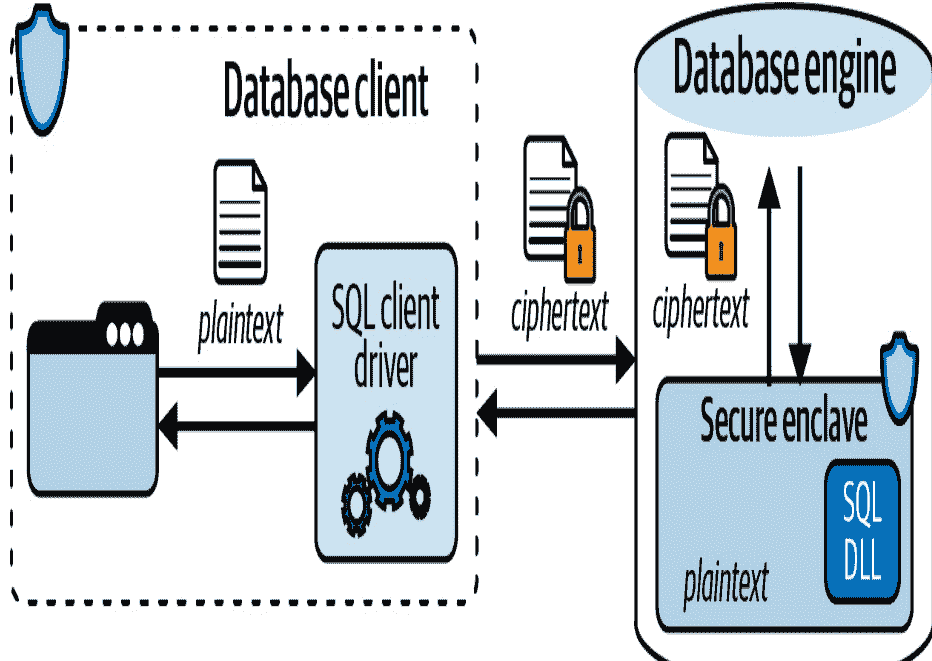 Database client
Database engine
plaintext
SQL client
driver
ciphertext
ciphertext
Secure enclave
SQL
DLL
plaintext